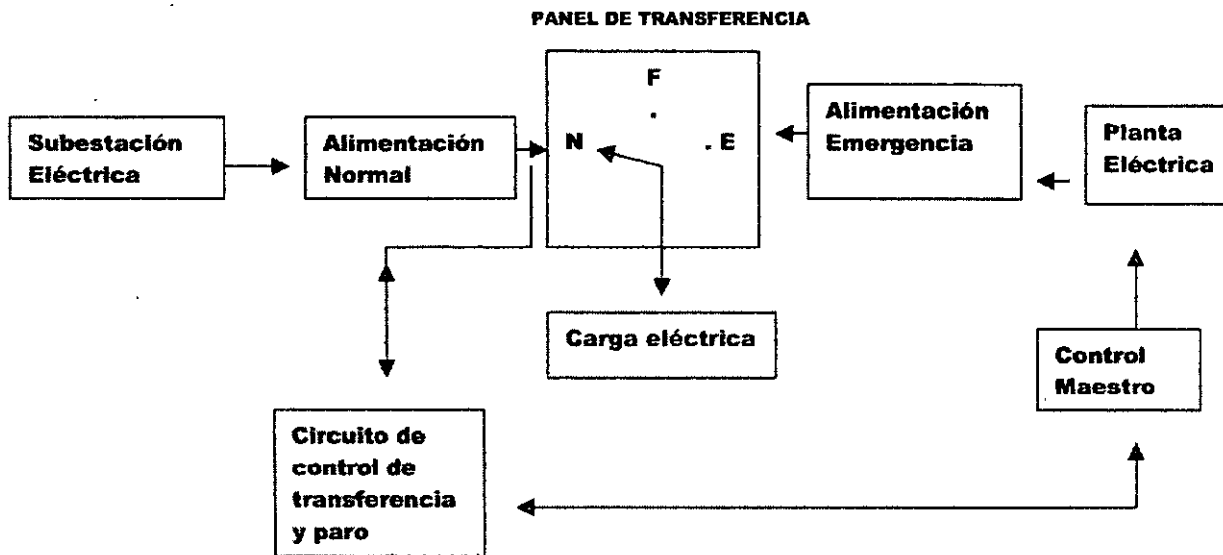 PANEL DE TRANSFERENCIA
F
.
N
. E
Subestación
Eléctrica
Alimentación
Normal
Alimentación
Emergencia
Planta
Eléctrica
Carga eléctrica
Control
Maestro
Circuito de
control de
transferencia
y paro